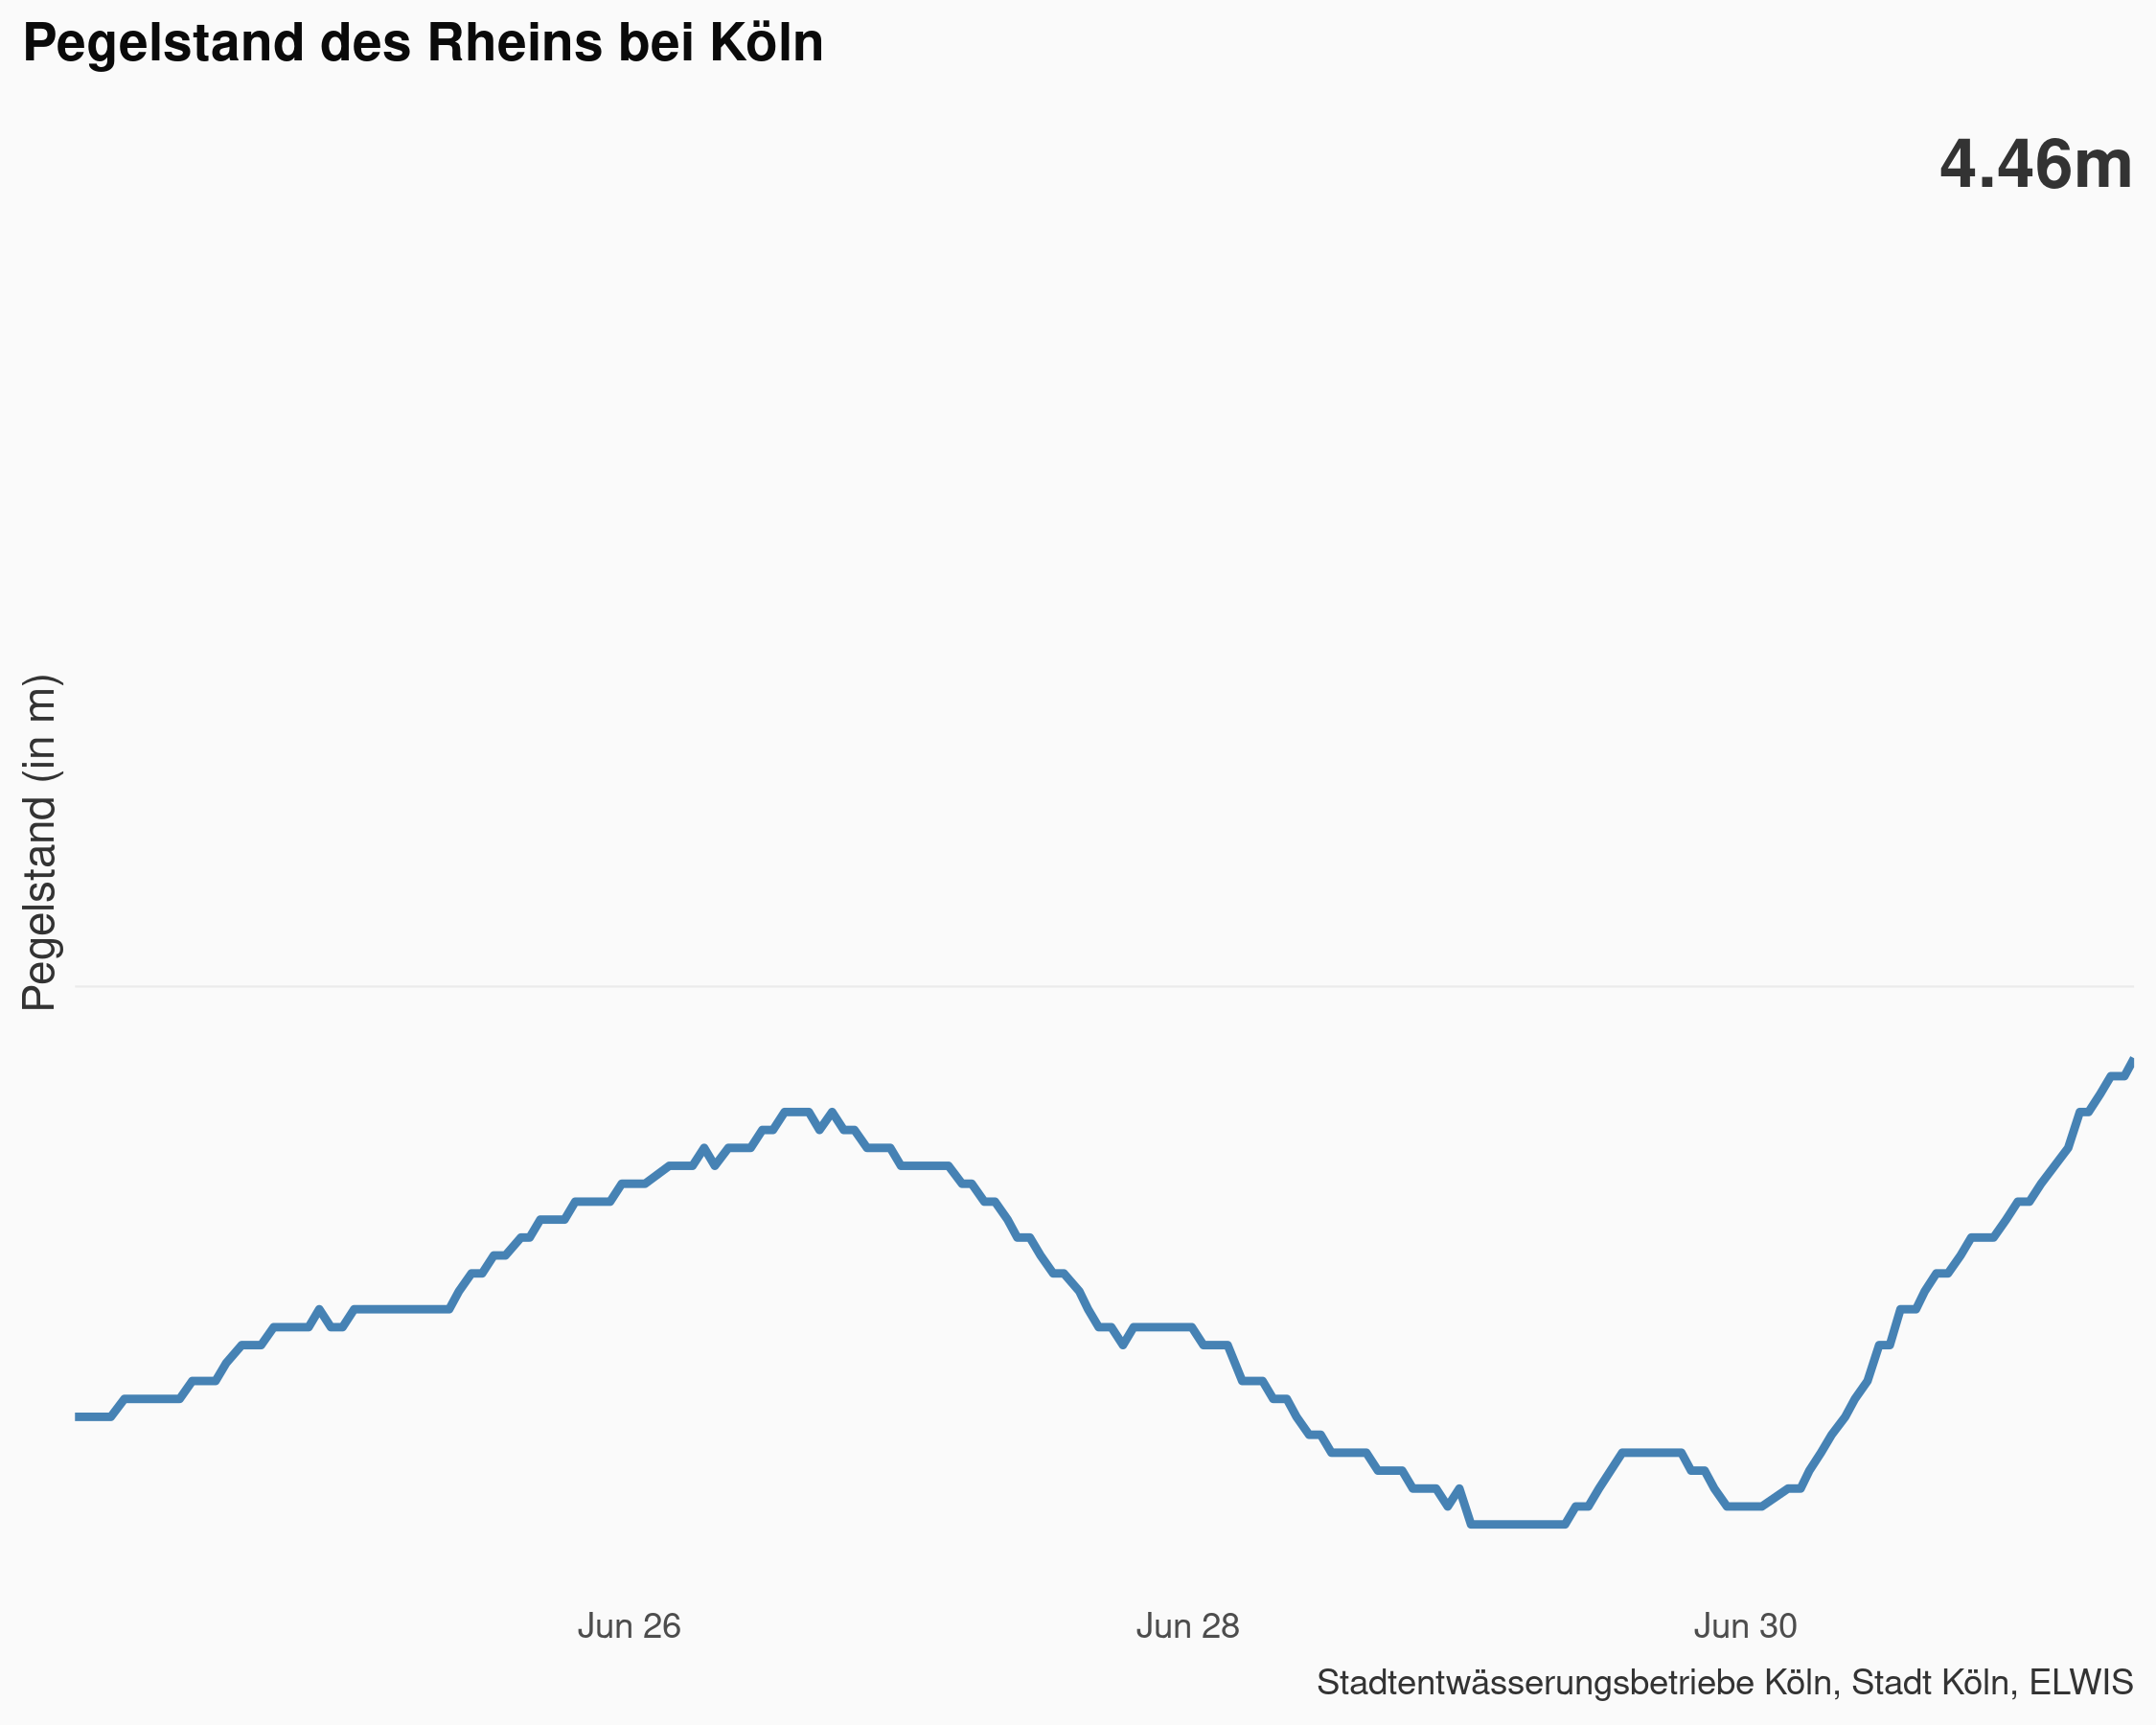 Pegelstand des Rheins bei Köln
4.46m
Pegelstand (in m)
Jun 26
Jun 28
Jun 30
Stadtentwässerungsbetriebe Köln, Stadt Köln, ELWIS